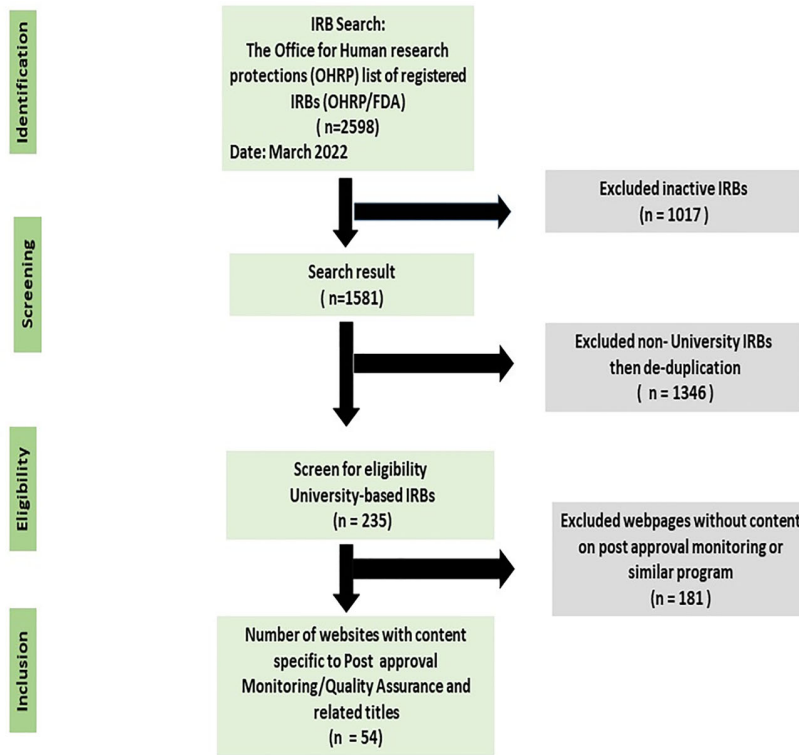 Identification
IRB Search:
The Office for Human research
protections (OHRP) list of registered
IRBs (OHRP/FDA)
( n=2598)
Date: March 2022
Excluded inactive IRBs
(n = 1017 )
Screening
Search result
( n=1581)
Excluded non- University IRBs
then de-duplication
( n = 1346 )
Eligibility
Screen for eligibility
University-based IRBs
(n = 235)
Excluded webpages without content
on post approval monitoring or
similar program
(n = 181 )
Inclusion
Number of websites with content
specific to Post approval
Monitoring/Quality Assurance and
related titles
(n = 54)